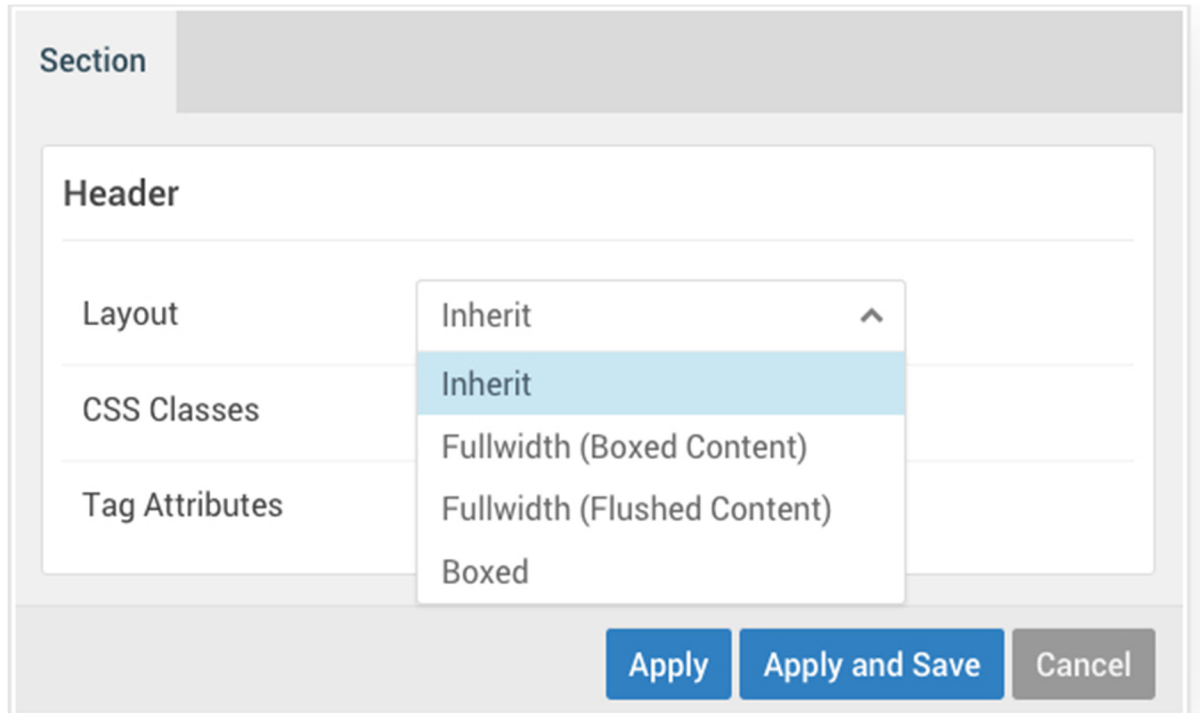 Section
Header
Layout
Inherit
Inherit
Fullwidth (Boxed Content)
Fullwidth (Flushed Content)
Boxed
CSS Classes
Tag Attributes
Apply
Apply and Save
Cancel